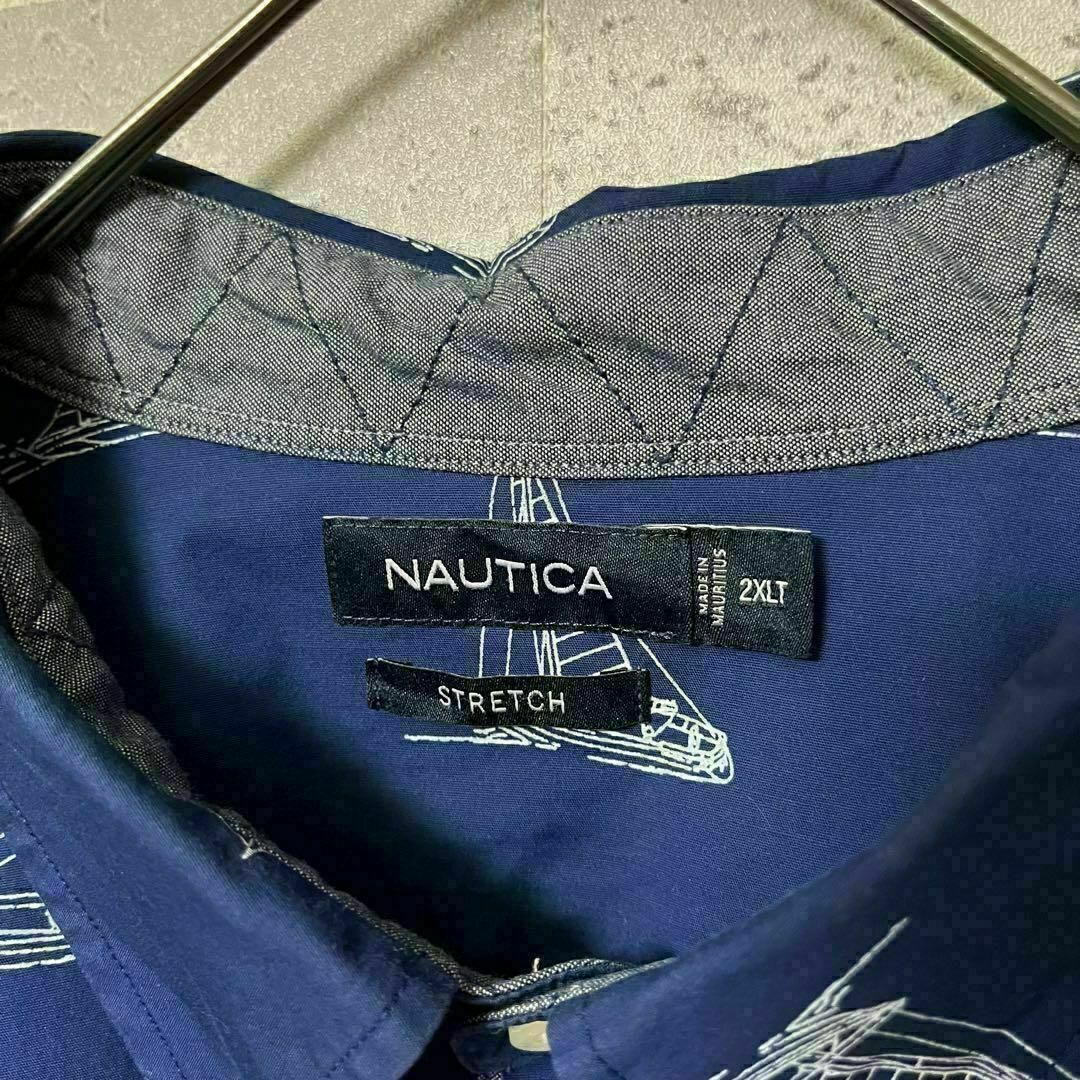 NAUTICA
MADE IN
MAURITIUS
2XLT
STRETCH